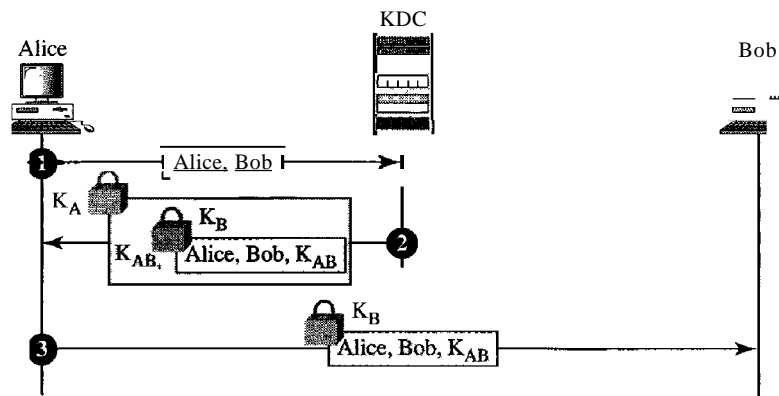 KDC
Alice
Bob
1
Alice, Bob
K_A
K_B
2
K_AB,
Alice, Bob, K_AB
K_B
3
Alice, Bob, K_AB